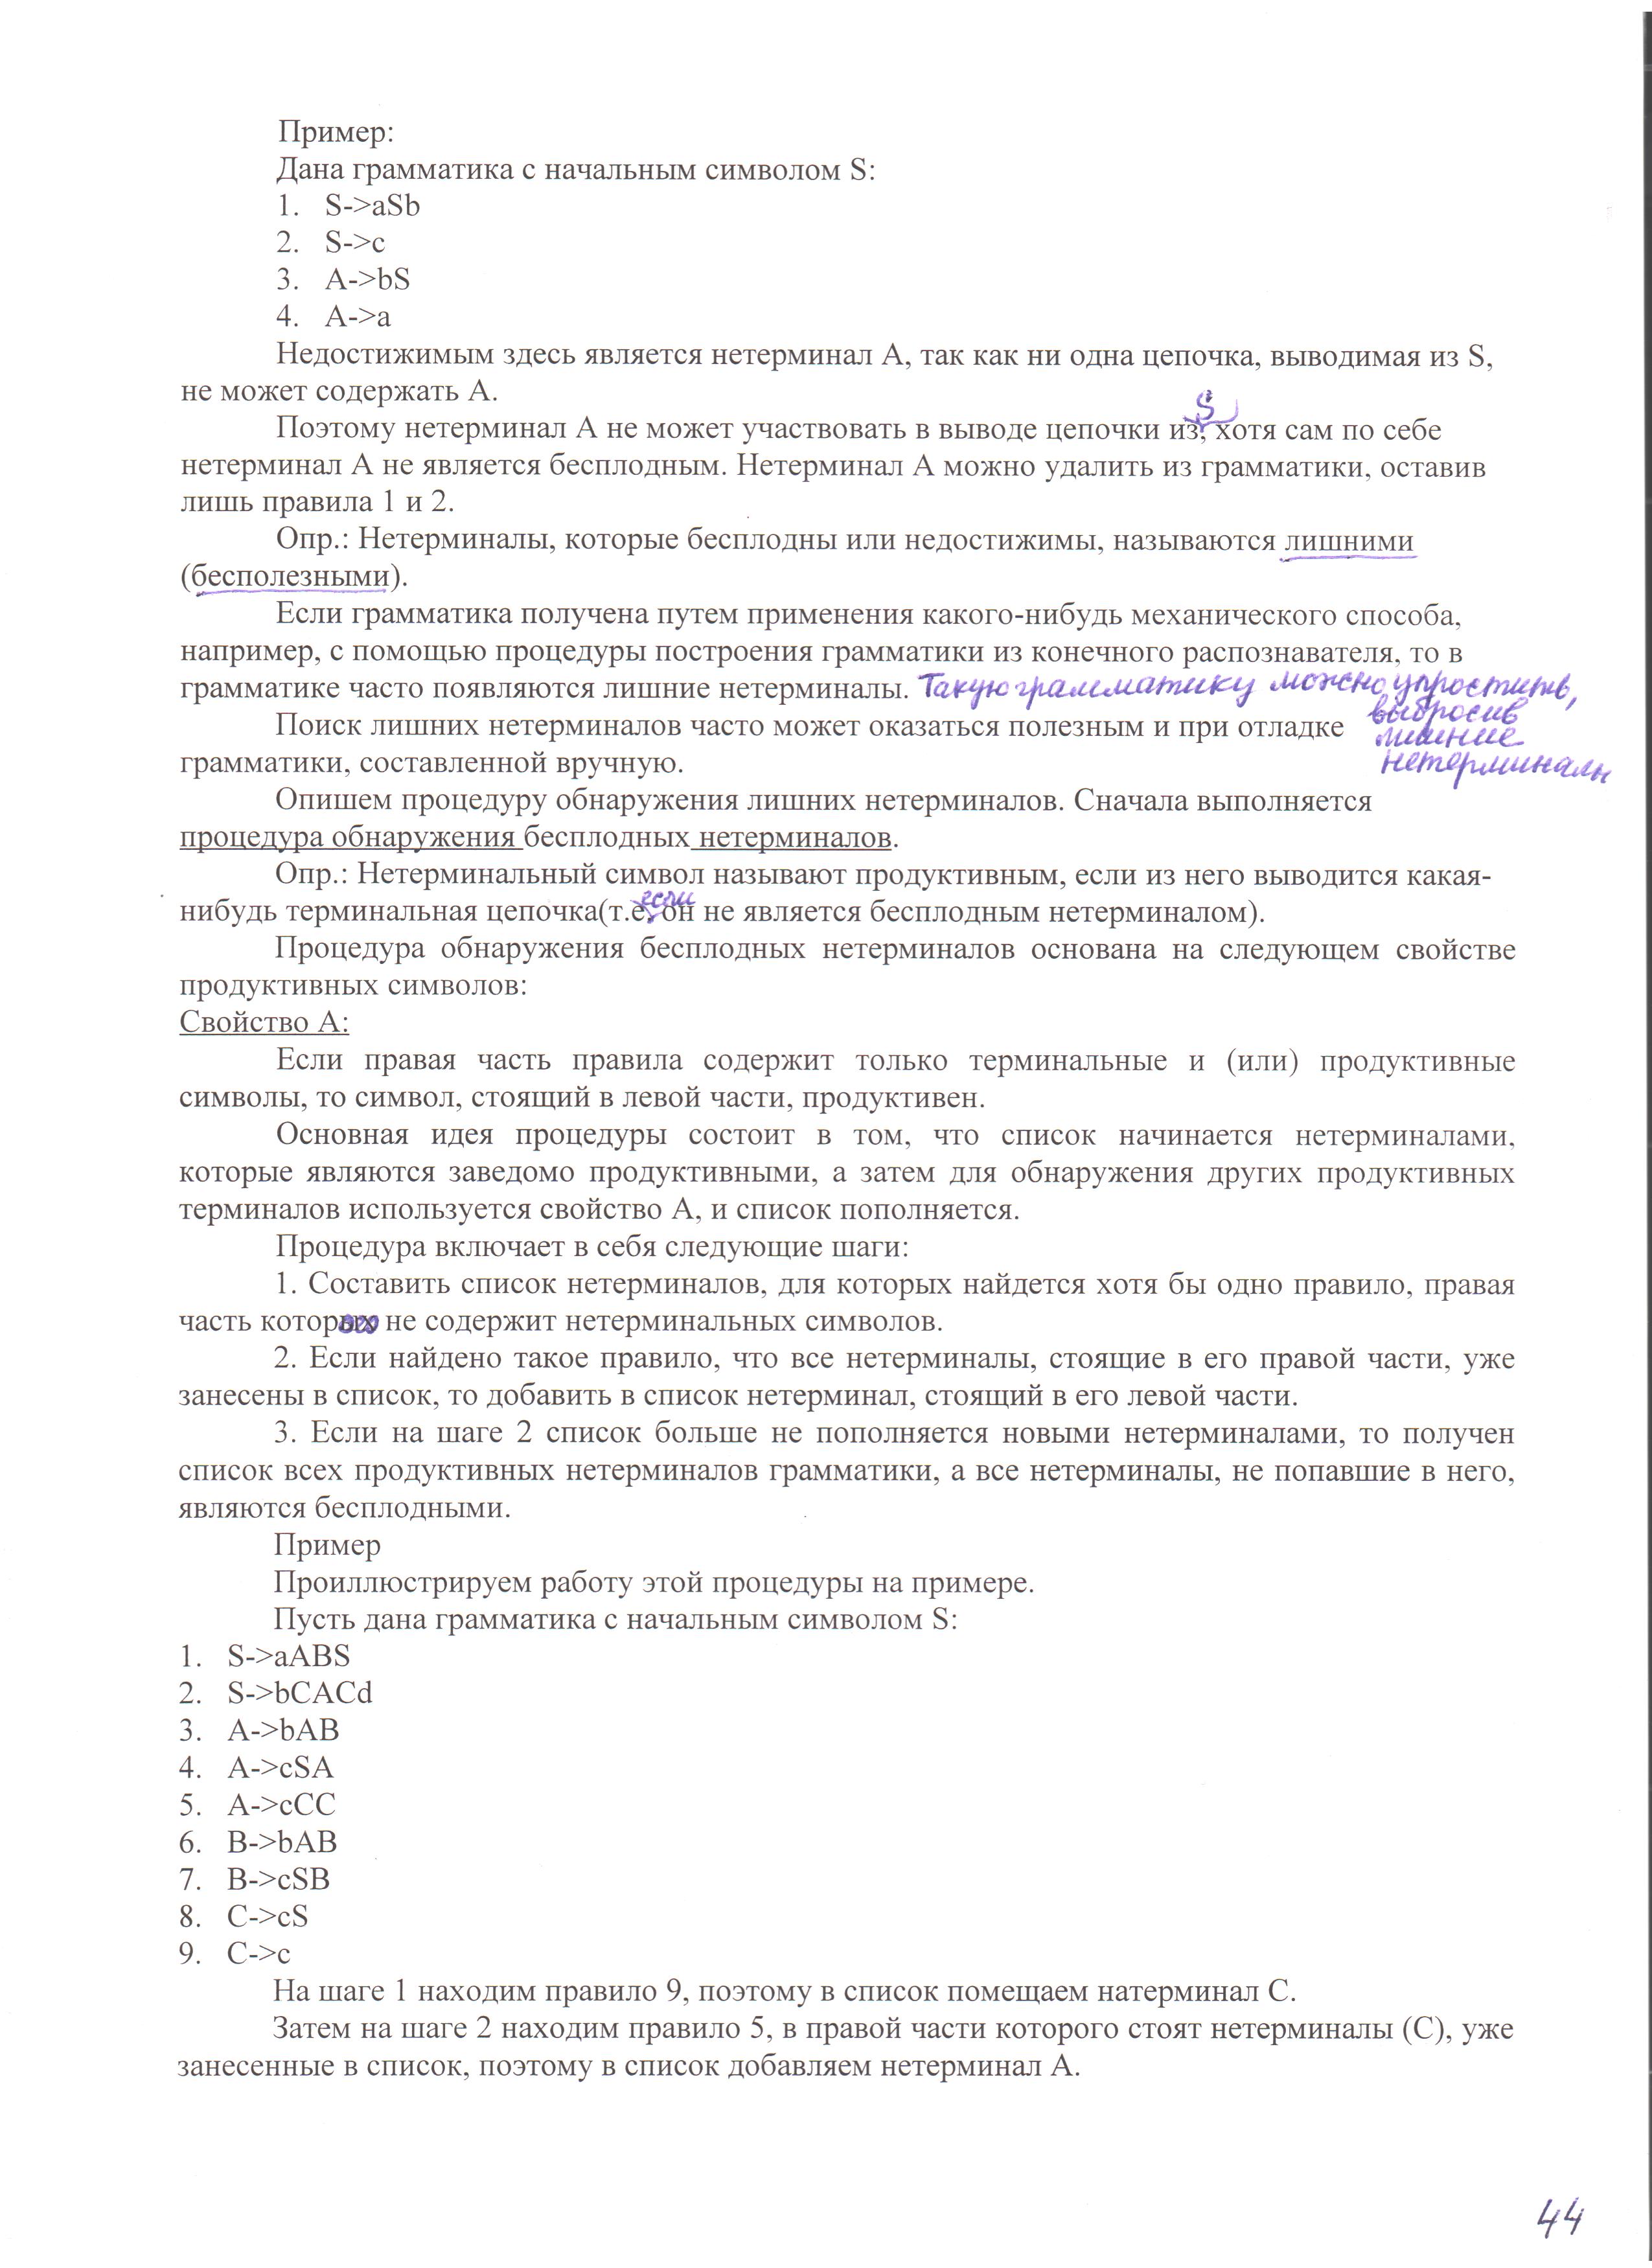 Пример:
Дана грамматика с начальным символом S:
1. S->aSb
2. S->c
3. A->bS
4. A->a
Недостижимым здесь является нетерминал А, так как ни одна цепочка, выводимая из S,
не может содержать А.
S
Поэтому нетерминал А не может участвовать в выводе цепочки из, хотя сам по себе
нетерминал А не является бесплодным. Нетерминал А можно удалить из грамматики, оставив
лишь правила 1 и 2.
Опр.: Нетерминалы, которые бесплодны или недостижимы, называются лишними
(бесполезными).
Если грамматика получена путем применения какого-нибудь механического способа,
например, с помощью процедуры построения грамматики из конечного распознавателя, то в
грамматике часто появляются лишние нетерминалы. Такую грамматику можно упростить,
выбросив
лишние
нетерминалы
Поиск лишних нетерминалов часто может оказаться полезным и при отладке
грамматики, составленной вручную.
Опишем процедуру обнаружения лишних нетерминалов. Сначала выполняется
процедура обнаружения бесплодных нетерминалов.
Опр.: Нетерминальный символ называют продуктивным, если из него выводится какая-
если
нибудь терминальная цепочка(т.е. он не является бесплодным нетерминалом).
Процедура обнаружения бесплодных нетерминалов основана на следующем свойстве
продуктивных символов:
Свойство А:
Если правая часть правила содержит только терминальные и (или) продуктивные
символы, то символ, стоящий в левой части, продуктивен.
Основная идея процедуры состоит в том, что список начинается нетерминалами,
которые являются заведомо продуктивными, а затем для обнаружения других продуктивных
терминалов используется свойство А, и список пополняется.
Процедура включает в себя следующие шаги:
1. Составить список нетерминалов, для которых найдется хотя бы одно правило, правая
часть которого не содержит нетерминальных символов.
2. Если найдено такое правило, что все нетерминалы, стоящие в его правой части, уже
занесены в список, то добавить в список нетерминал, стоящий в его левой части.
3. Если на шаге 2 список больше не пополняется новыми нетерминалами, то получен
список всех продуктивных нетерминалов грамматики, а все нетерминалы, не попавшие в него,
являются бесплодными.
Пример
Проиллюстрируем работу этой процедуры на примере.
Пусть дана грамматика с начальным символом S:
1. S->aABS
2. S->bCACd
3. A->bAB
4. A->cSA
5. A->cCC
6. B->bAB
7. B->cSB
8. C->cS
9. C->c
На шаге 1 находим правило 9, поэтому в список помещаем натерминал С.
Затем на шаге 2 находим правило 5, в правой части которого стоят нетерминалы (С), уже
занесенные в список, поэтому в список добавляем нетерминал А.
44